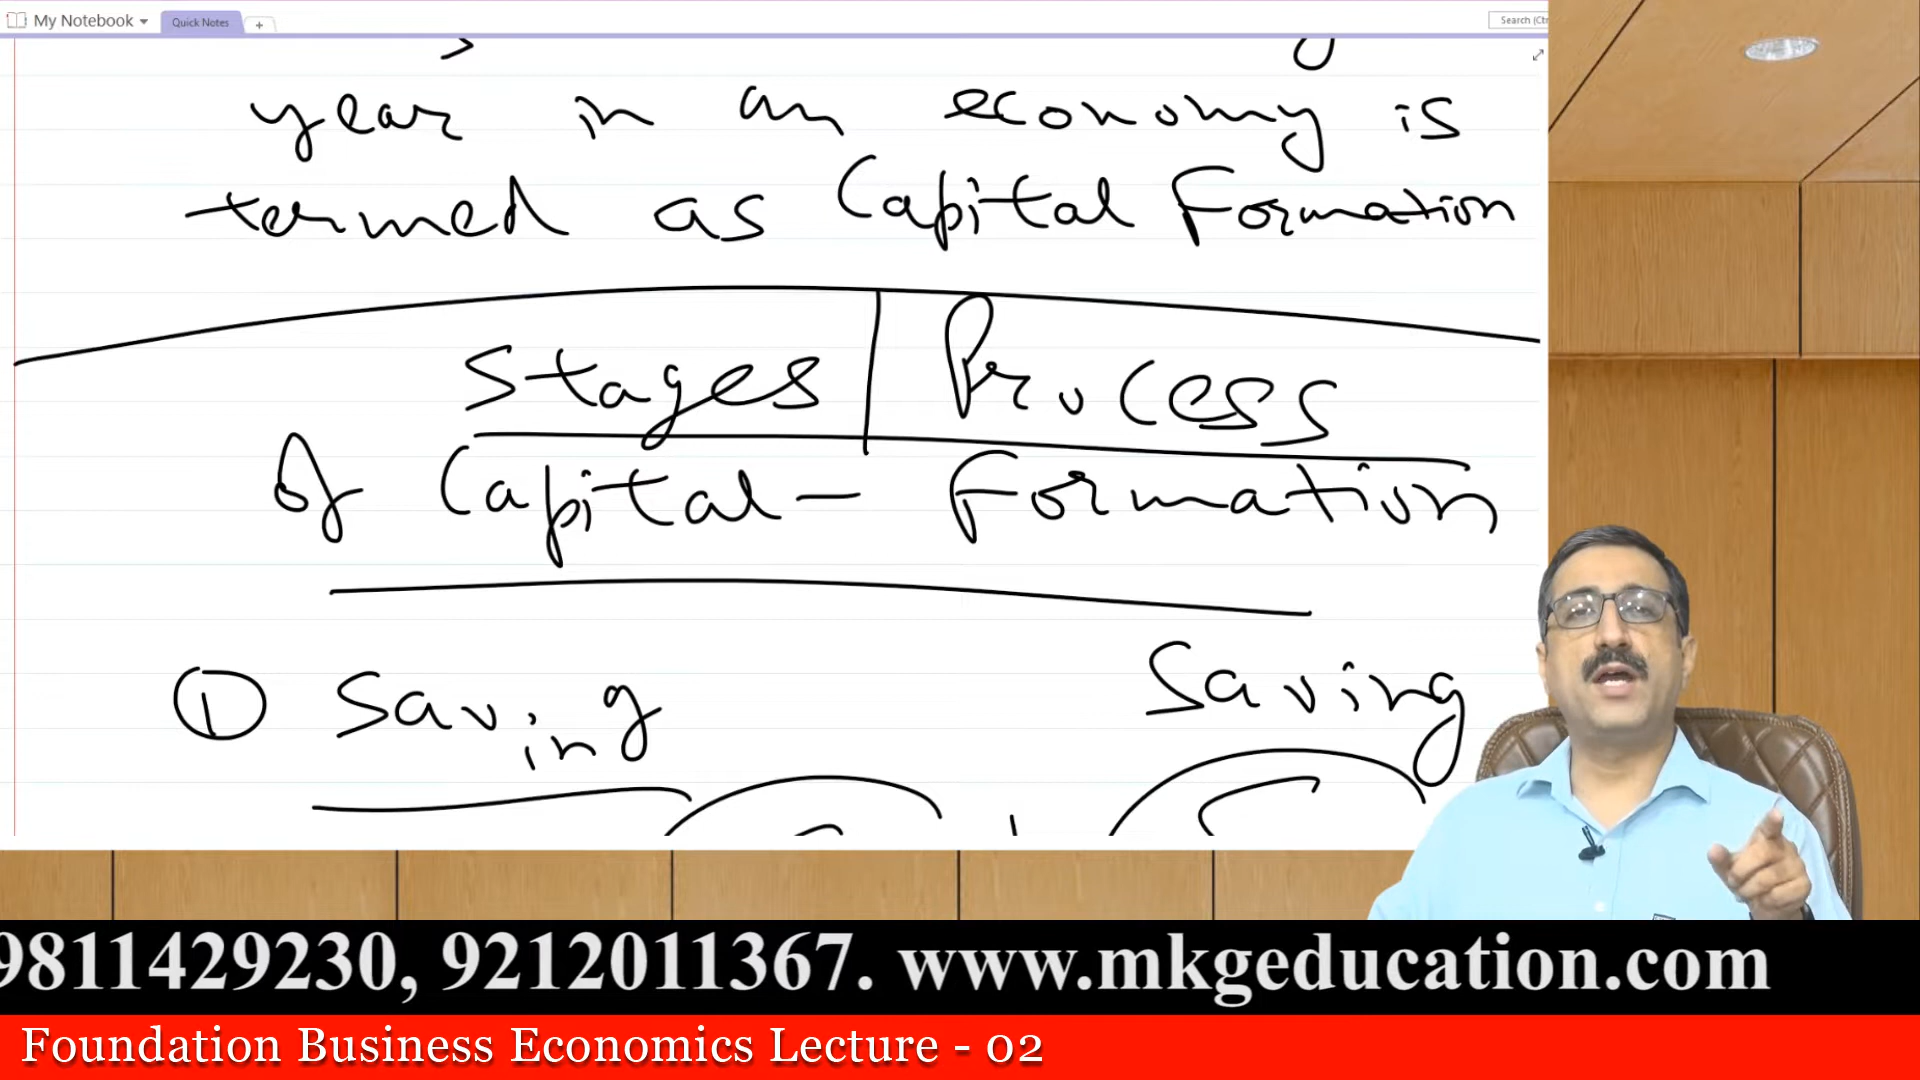 My Notebook
Quick Notes
+
Search (Ctr
year in an economy is
termed as Capital Formation
Stages | Process
Of Capital - Formation
① Saving
Saving
9811429230, 9212011367. www.mkgeducation.com
Foundation Business Economics Lecture - 02